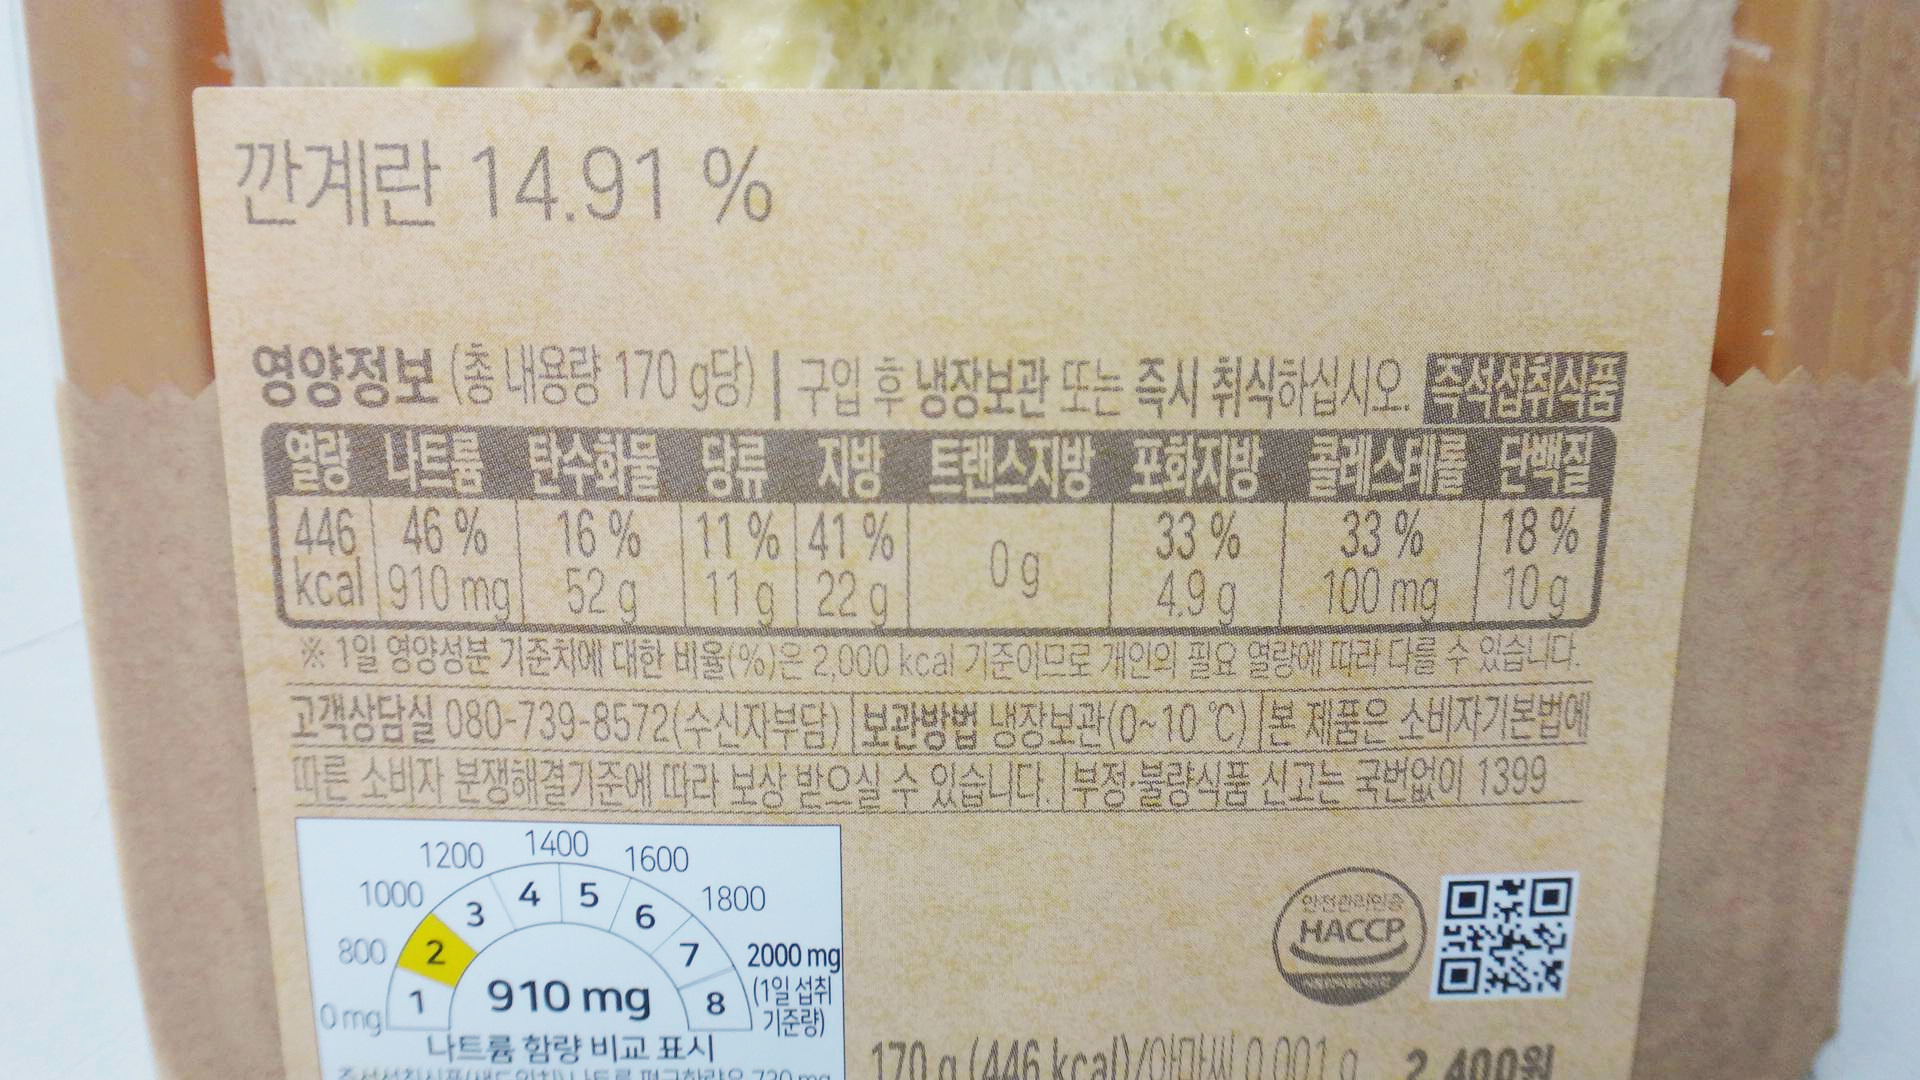 깐계란 14.91 %
영양정보 (총 내용량 170 g당) | 구입 후 냉장보관 또는 즉시 취식하십시오. 즉석섭취식품
열량 나트륨 탄수화물 당류 지방 트랜스지방 포화지방 콜레스테롤 단백질
446 46 % 16 % 11 % 41 % 0 g 33 % 33 % 18 %
kcal 910 mg 52 g 11 g 22 g 4.9 g 100 mg 10 g
※ 1일 영양성분 기준치에 대한 비율(%)은 2,000 kcal 기준이므로 개인의 필요 열량에 따라 다를 수 있습니다.
고객상담실 080-739-8572(수신자부담) | 보관방법 냉장보관(0~10 ℃) | 본 제품은 소비자기본법에
따른 소비자 분쟁해결기준에 따라 보상 받으실 수 있습니다. | 부정·불량식품 신고는 국번없이 1399
0 mg 800 1000 1200 1400 1600 1800 2000 mg
(1일 섭취
기준량)
1 2 3 4 5 6 7 8
910 mg
나트륨 함량 비교 표시
안전관리인증
HACCP
170 g (446 kcal)/아마씨 0.001 g 2,400원